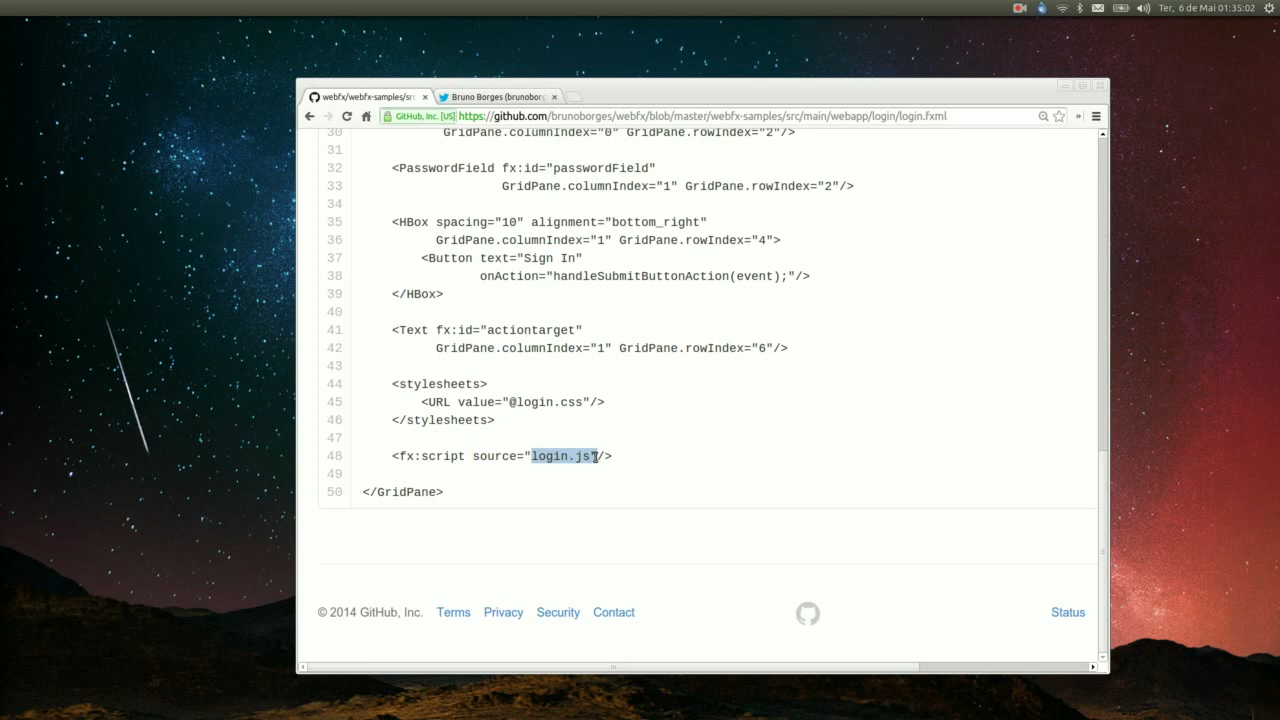 Ter, 6 de Mai 01:35:02
webfx/webfx-samples/src
Bruno Borges (brunoborg
GitHub, Inc. [US] https://github.com/brunoborges/webfx/blob/master/webfx-samples/src/main/webapp/login/login.fxml
30 GridPane.columnIndex="0" GridPane.rowIndex="2"/>
31
32 <PasswordField fx:id="passwordField"
33 GridPane.columnIndex="1" GridPane.rowIndex="2"/>
34
35 <HBox spacing="10" alignment="bottom_right"
36 GridPane.columnIndex="1" GridPane.rowIndex="4">
37 <Button text="Sign In"
38 onAction="handleSubmitButtonAction(event);"/>
39 </HBox>
40
41 <Text fx:id="actiontarget"
42 GridPane.columnIndex="1" GridPane.rowIndex="6"/>
43
44 <stylesheets>
45 <URL value="@login.css"/>
46 </stylesheets>
47
48 <fx:script source="login.js"/>
49
50 </GridPane>
© 2014 GitHub, Inc. Terms Privacy Security Contact Status